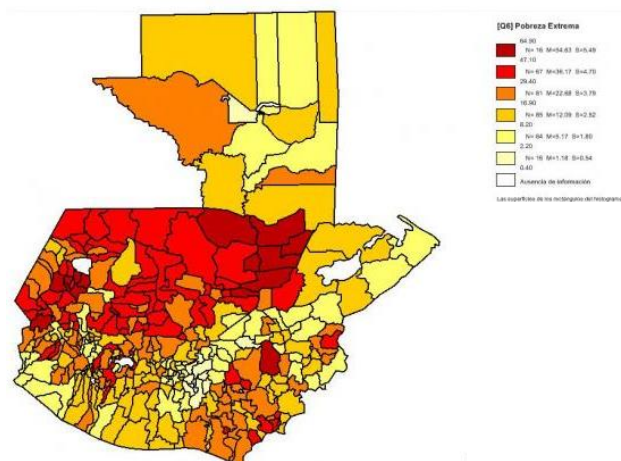 [Q6] Pobreza Extrema
64.90
N= 16 M=54.63 S=5.49
47.10
N= 67 M=36.17 S=4.70
29.40
N= 81 M=22.68 S=3.79
16.90
N= 85 M=12.09 S=2.52
8.20
N= 64 M=5.17 S=1.80
2.20
N= 16 M=1.18 S=0.54
0.40
Ausencia de información
Las superficies de los rectángulos del histograma